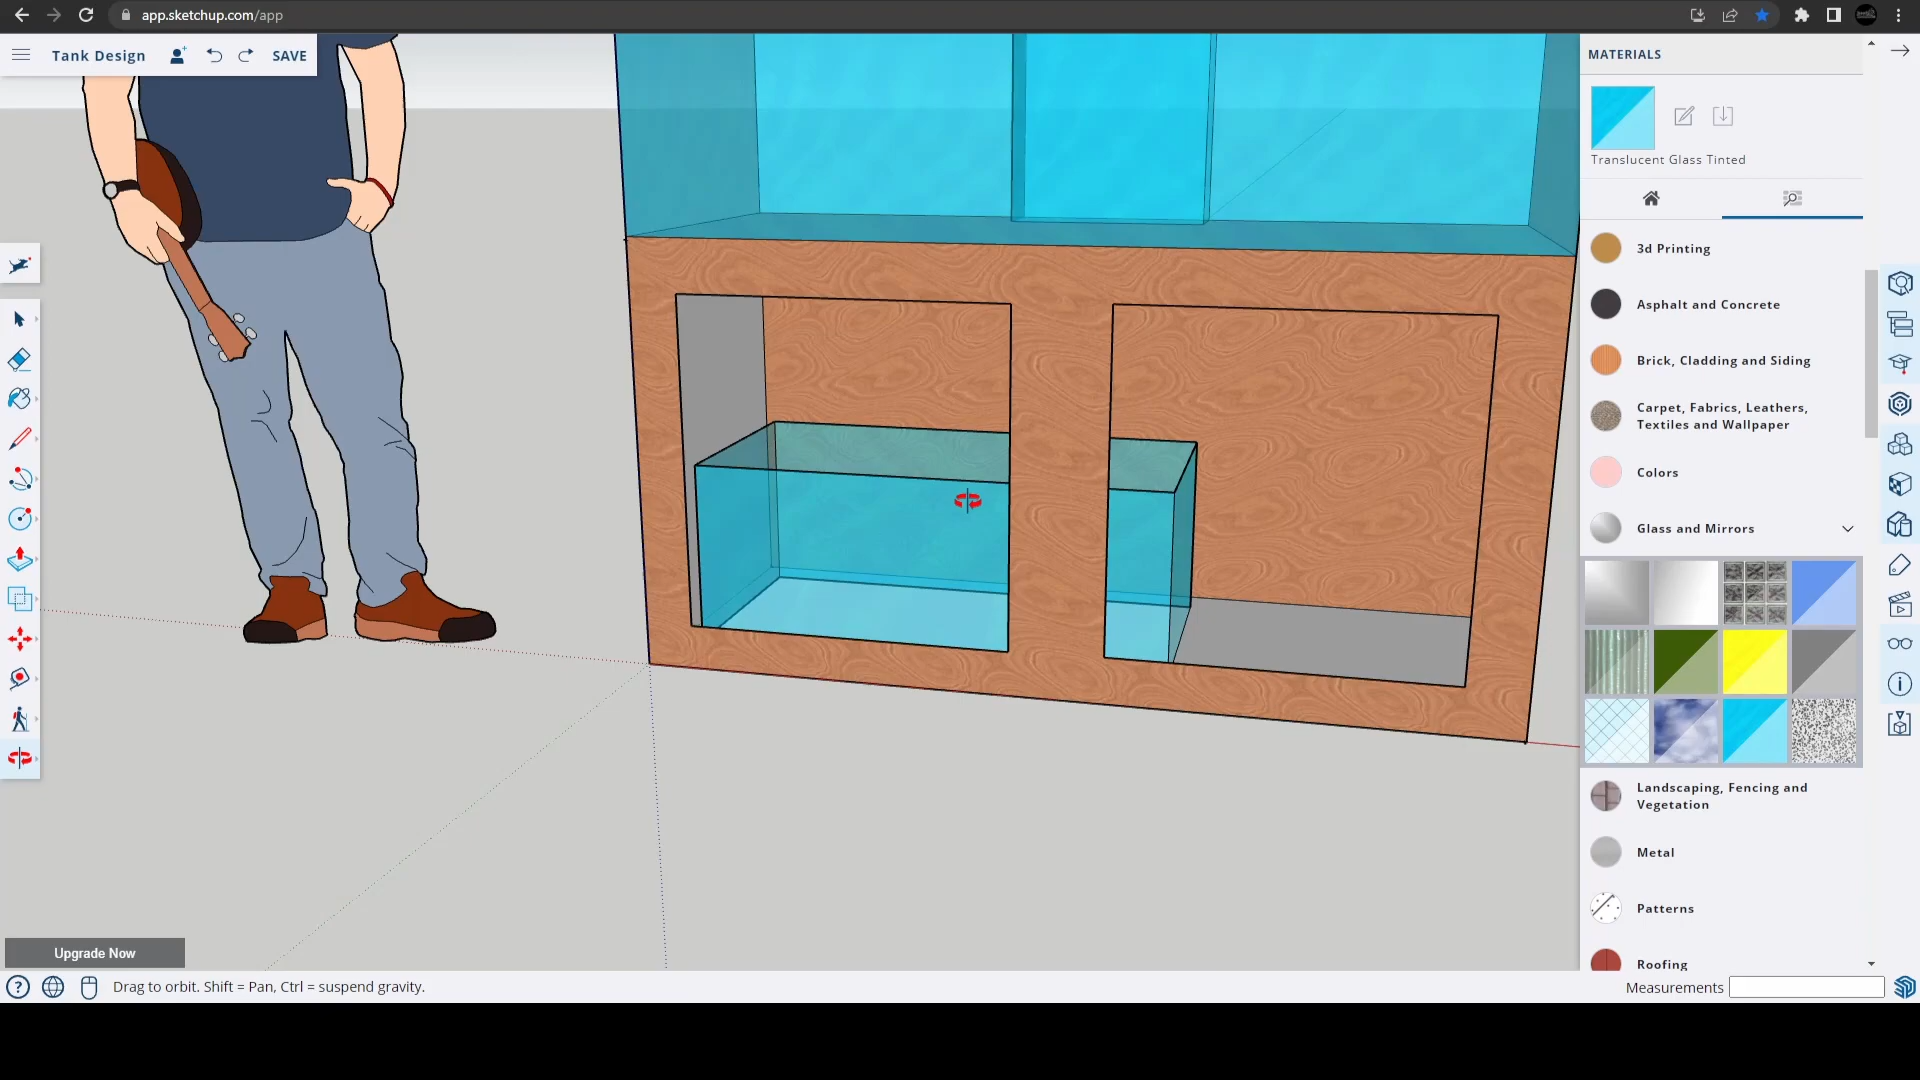 app.sketchup.com/app
Tank Design
SAVE
MATERIALS
Translucent Glass Tinted
3d Printing
Asphalt and Concrete
Brick, Cladding and Siding
Carpet, Fabrics, Leathers,
Textiles and Wallpaper
Colors
Glass and Mirrors
Landscaping, Fencing and
Vegetation
Metal
Patterns
Roofing
Upgrade Now
Drag to orbit. Shift = Pan, Ctrl = suspend gravity.
Measurements